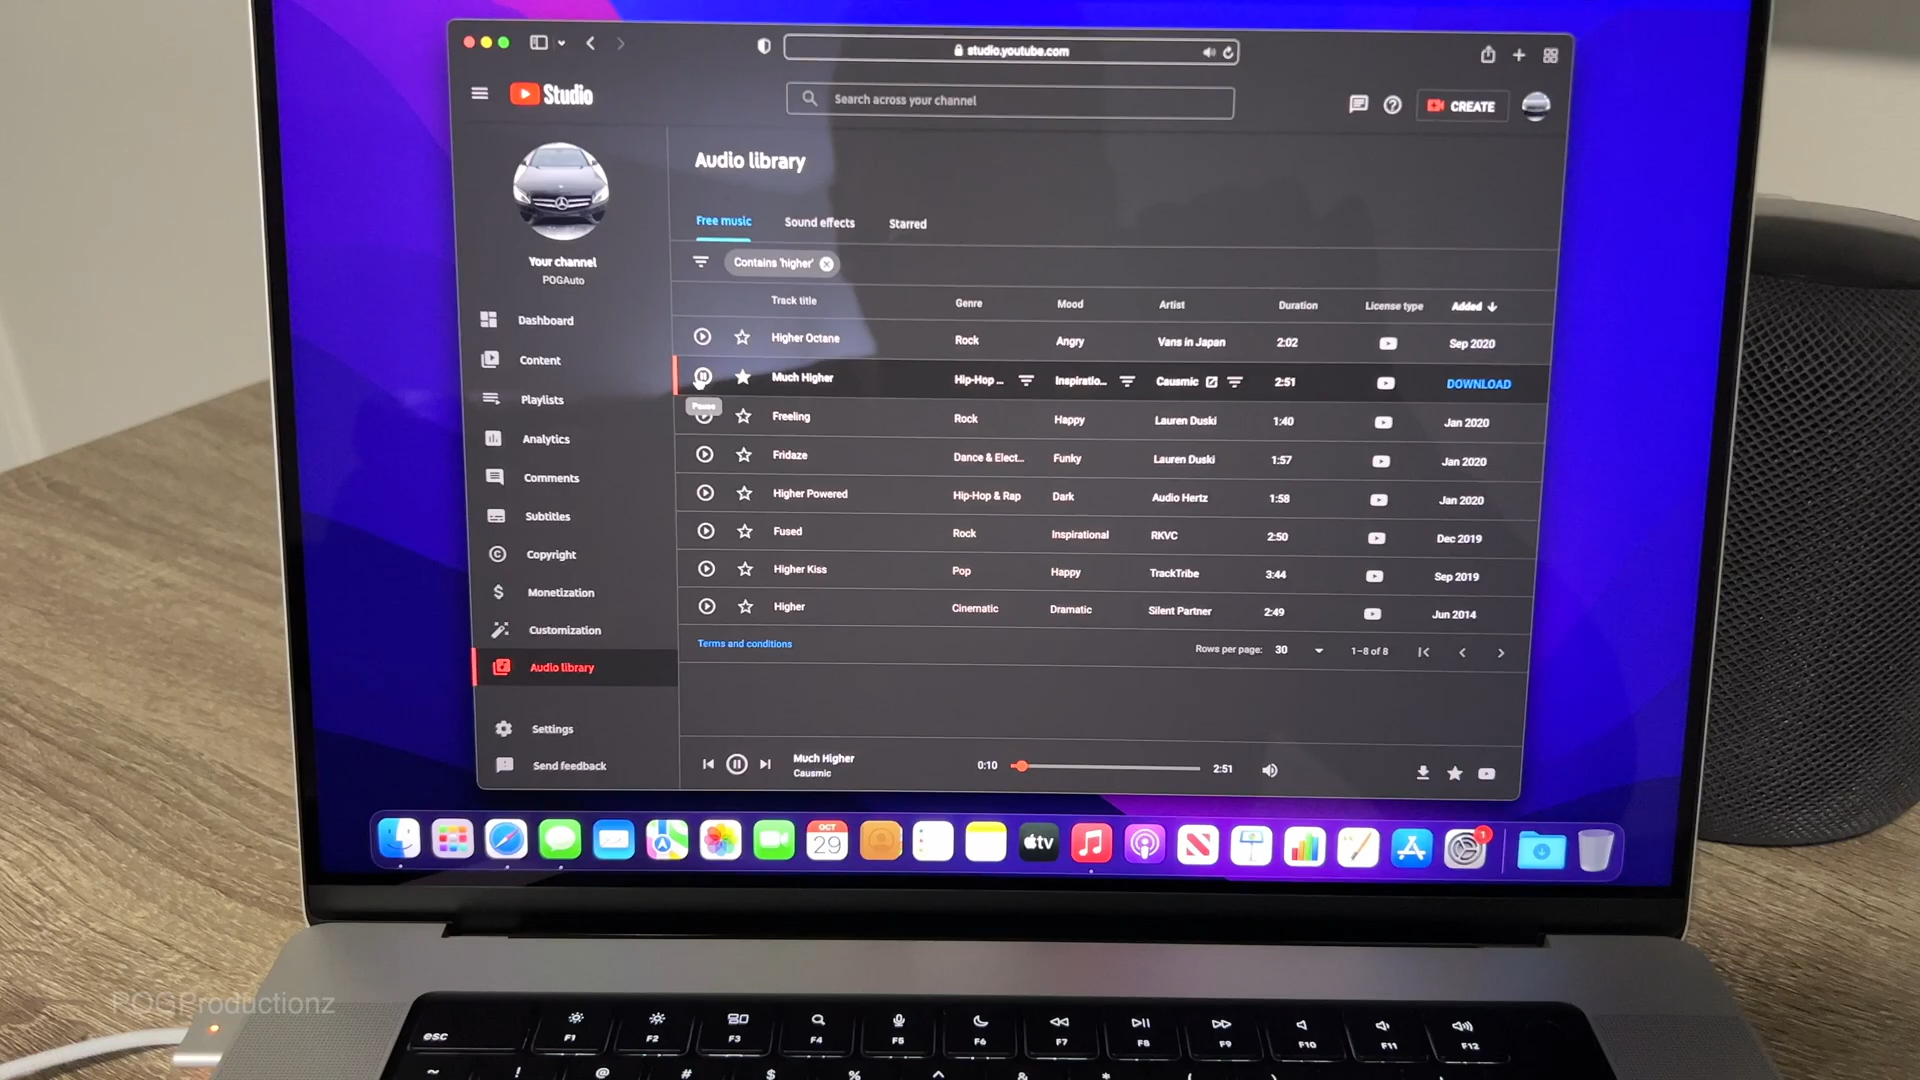 studio.youtube.com
Studio
Search across your channel
CREATE
Your channel
POGAuto
Dashboard
Content
Playlists
Analytics
Comments
Subtitles
Copyright
Monetization
Customization
Audio library
Settings
Send feedback
Audio library
Free music Sound effects Starred
Contains 'higher'
Track title Genre Mood Artist Duration License type Added
Higher Octane Rock Angry Vans in Japan 2:02 Sep 2020
Much Higher Hip-Hop ... Inspiratio... Causmic 2:51 DOWNLOAD
Pause
Freeling Rock Happy Lauren Duski 1:40 Jan 2020
Fridaze Dance & Elect... Funky Lauren Duski 1:57 Jan 2020
Higher Powered Hip-Hop & Rap Dark Audio Hertz 1:58 Jan 2020
Fused Rock Inspirational RKVC 2:50 Dec 2019
Higher Kiss Pop Happy TrackTribe 3:44 Sep 2019
Higher Cinematic Dramatic Silent Partner 2:49 Jun 2014
Terms and conditions Rows per page: 30 1–8 of 8
Much Higher
Causmic
0:10 2:51
OCT
29
tv
1
POGProductionz
esc F1 F2 F3 F4 F5 F6 F7 F8 F9 F10 F11 F12
~ ! @ # $ % ^ & * ( )